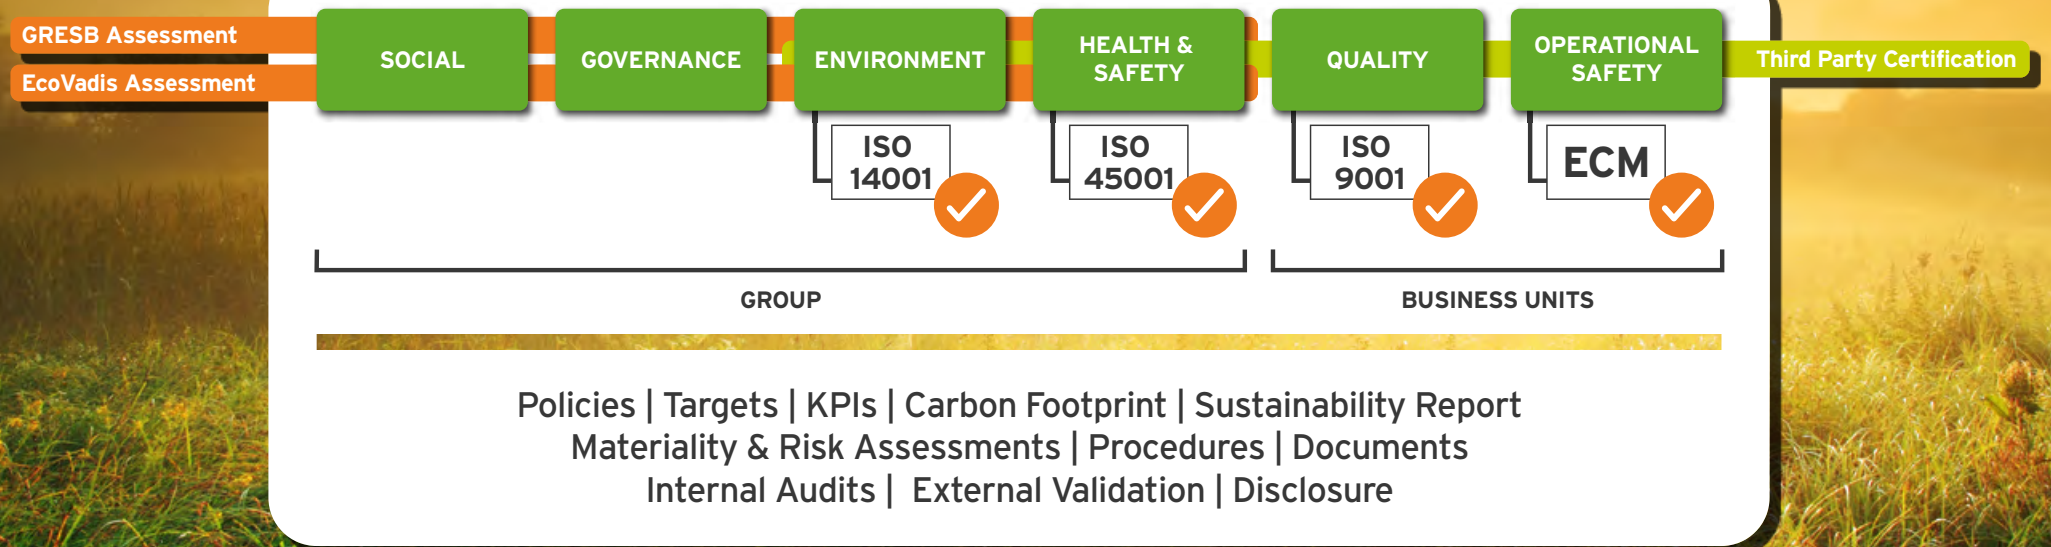 GRESB Assessment
EcoVadis Assessment
SOCIAL
GOVERNANCE
ENVIRONMENT
HEALTH &
SAFETY
QUALITY
OPERATIONAL
SAFETY
Third Party Certification
ISO
14001
ISO
45001
ISO
9001
ECM
GROUP
BUSINESS UNITS
Policies | Targets | KPIs | Carbon Footprint | Sustainability Report
Materiality & Risk Assessments | Procedures | Documents
Internal Audits | External Validation | Disclosure